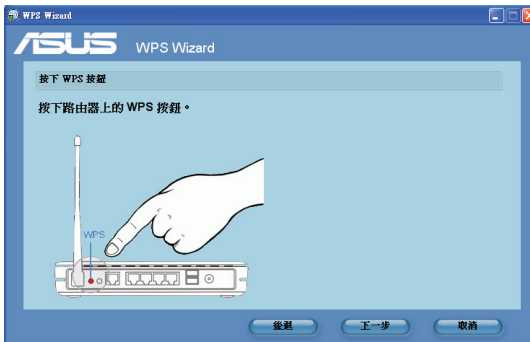 WPS Wizard
ASUS WPS Wizard
按下 WPS 按鈕
按下路由器上的 WPS 按鈕。
WPS
後退 下一步 取消